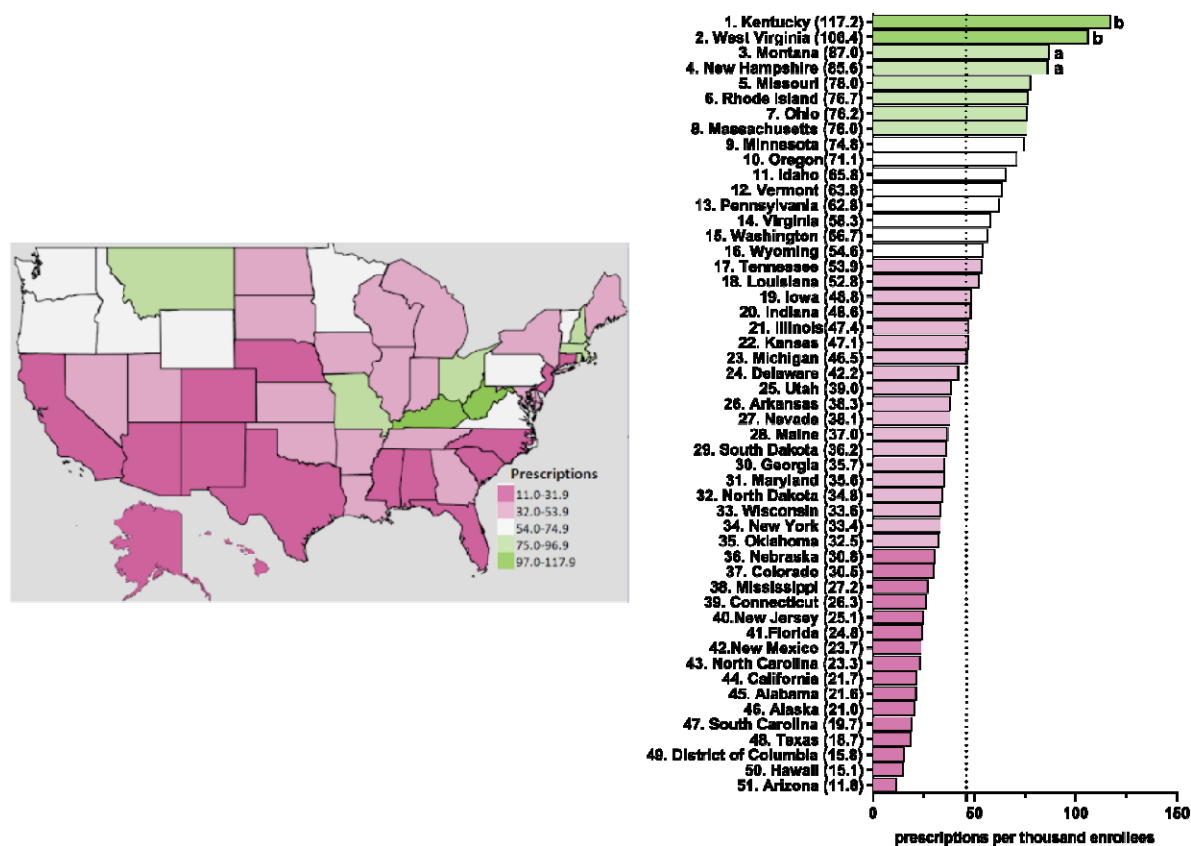 Prescriptions
11.0-31.9
32.0-53.9
54.0-74.9
75.0-96.9
97.0-117.9
1. Kentucky (117.2)
b
2. West Virginia (106.4)
b
3. Montana (87.0)
a
4. New Hampshire (85.6)
a
5. Missouri (78.0)
6. Rhode Island (76.7)
7. Ohio (76.2)
8. Massachusetts (76.0)
9. Minnesota (74.8)
10. Oregon(71.1)
11. Idaho (65.8)
12. Vermont (63.8)
13. Pennsylvania (62.8)
14. Virginia (58.3)
15. Washington (56.7)
16. Wyoming (54.6)
17. Tennessee (53.9)
18. Louisiana (52.8)
19. Iowa (48.8)
20. Indiana (48.6)
21. Illinois(47.4)
22. Kansas (47.1)
23. Michigan (46.5)
24. Delaware (42.2)
25. Utah (39.0)
26. Arkansas (38.3)
27. Nevada (38.1)
28. Maine (37.0)
29. South Dakota (36.2)
30. Georgia (35.7)
31. Maryland (35.6)
32. North Dakota (34.8)
33. Wisconsin (33.6)
34. New York (33.4)
35. Oklahoma (32.5)
36. Nebraska (30.8)
37. Colorado (30.5)
38. Mississippi (27.2)
39. Connecticut (26.3)
40.New Jersey (25.1)
41.Florida (24.8)
42.New Mexico (23.7)
43. North Carolina (23.3)
44. California (21.7)
45. Alabama (21.6)
46. Alaska (21.0)
47. South Carolina (19.7)
48. Texas (18.7)
49. District of Columbia (15.8)
50. Hawaii (15.1)
51. Arizona (11.8)
0 50 100 150
prescriptions per thousand enrollees